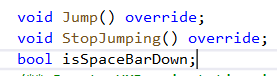 void Jump() override;
void StopJumping() override;
bool isSpaceBarDown;